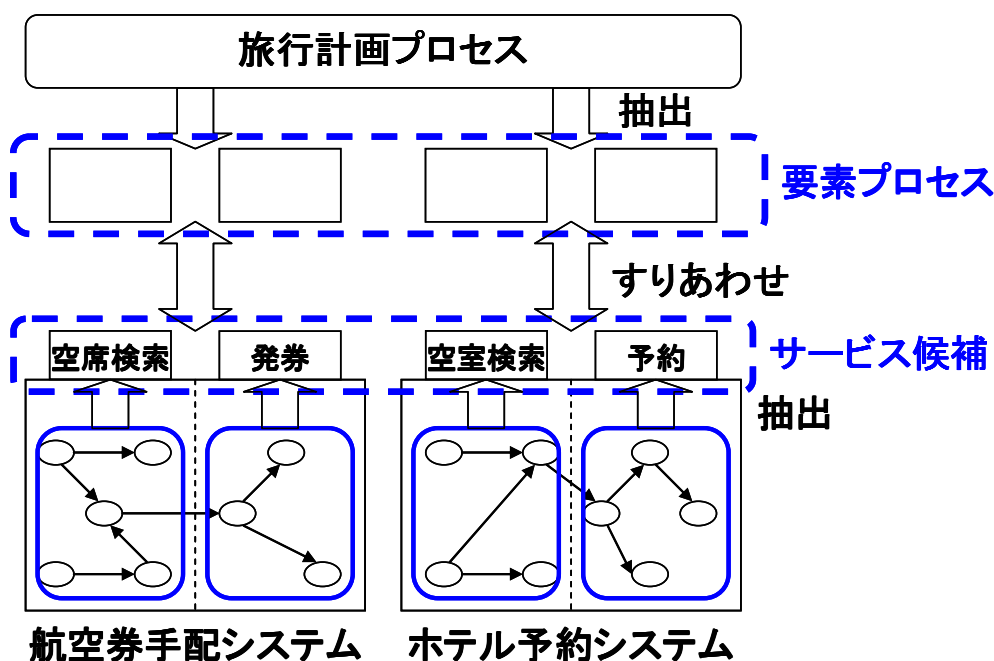 旅行計画プロセス
抽出
要素プロセス
すりあわせ
空席検索
発券
空室検索
予約
サービス候補
抽出
航空券手配システム
ホテル予約システム